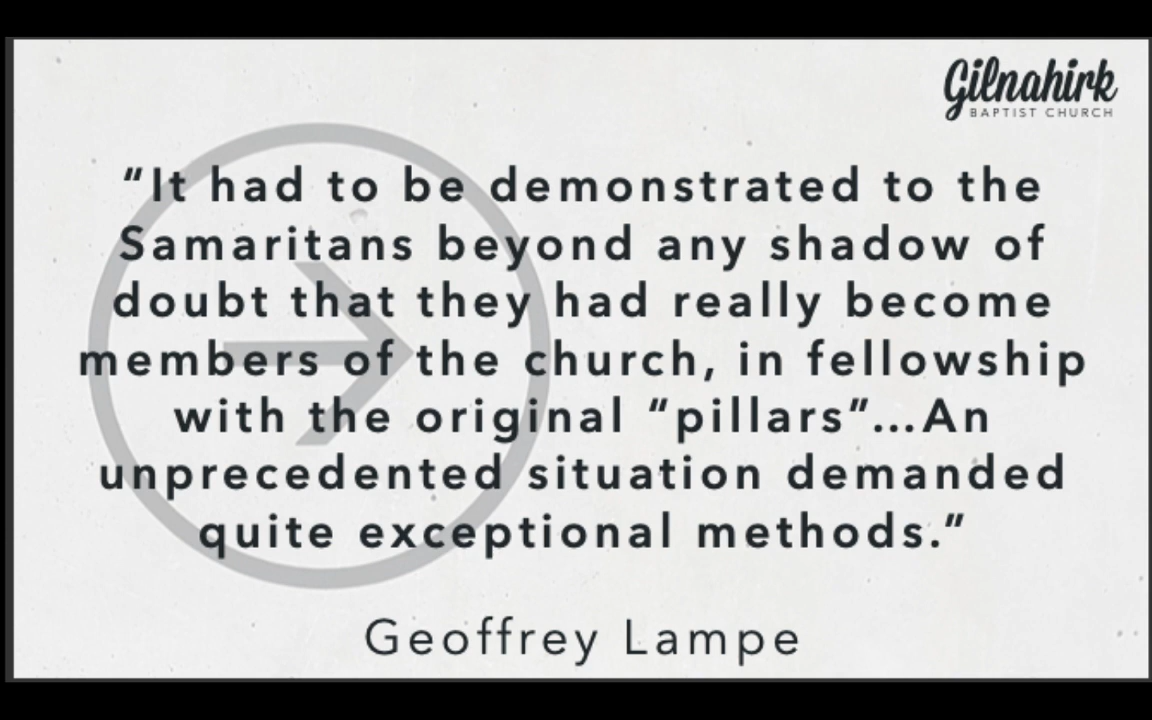 Gilnahirk
BAPTIST CHURCH
“It had to be demonstrated to the
Samaritans beyond any shadow of
doubt that they had really become
members of the church, in fellowship
with the original “pillars”...An
unprecedented situation demanded
quite exceptional methods.”
Geoffrey Lampe